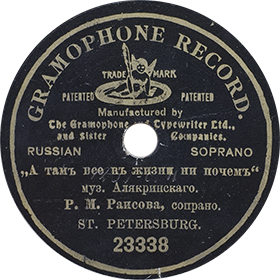 GRAMOPHONE RECORD.
TRADE MARK
PATENTED PATENTED
Manufactured by
The Gramophone & Typewriter Ltd.,
and Sister Companies.
RUSSIAN SOPRANO
„А тамъ все въ жизни ни почемъ“
муз. Алякринскаго.
Р. М. Раисова, сопрано.
ST. PETERSBURG.
23338